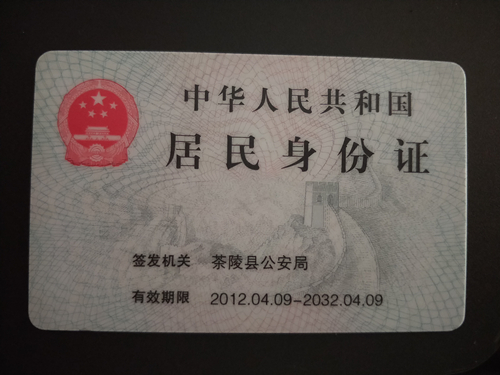 中华人民共和国
居民身份证
签发机关 茶陵县公安局
有效期限 2012.04.09-2032.04.09